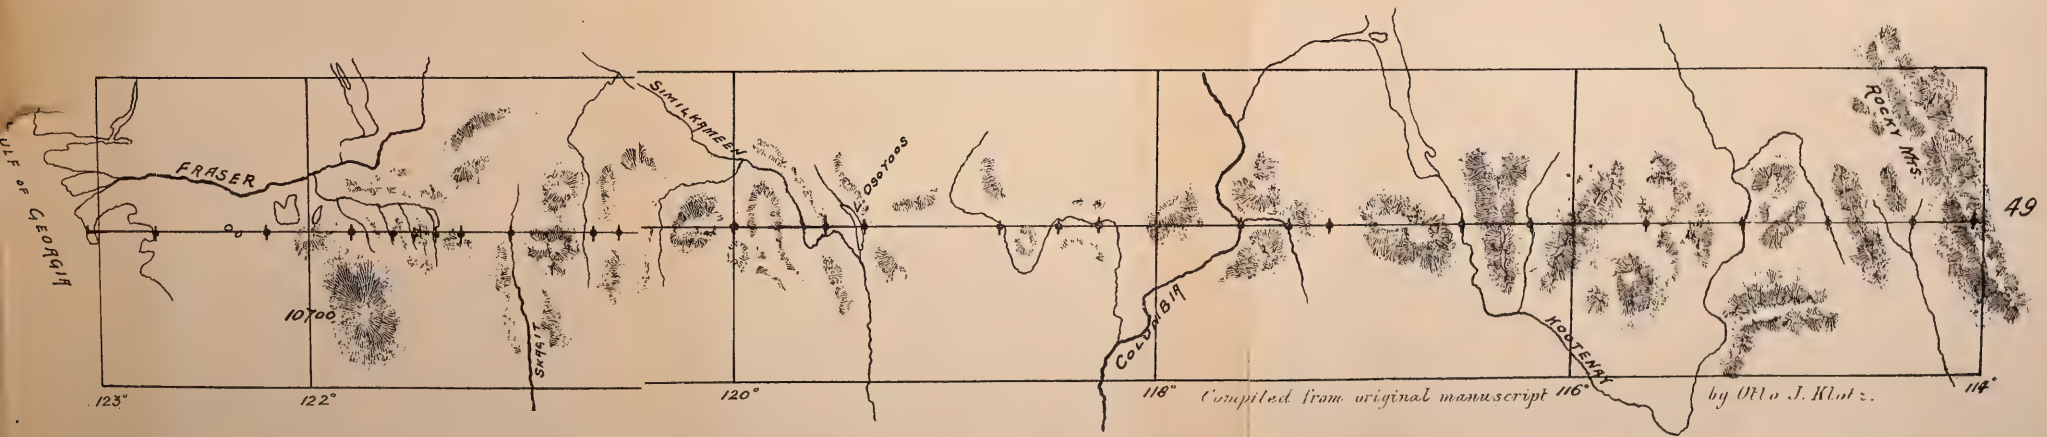 GULF OF GEORGIA
FRASER
10700
SKAGIT
SIMILKAMEEN
OSOYOOS
COLUMBIA
KOOTENAY
ROCKY MTS.
49
123°
122°
120°
118°
116°
114°
Compiled from original manuscript
by Otto J. Klotz.